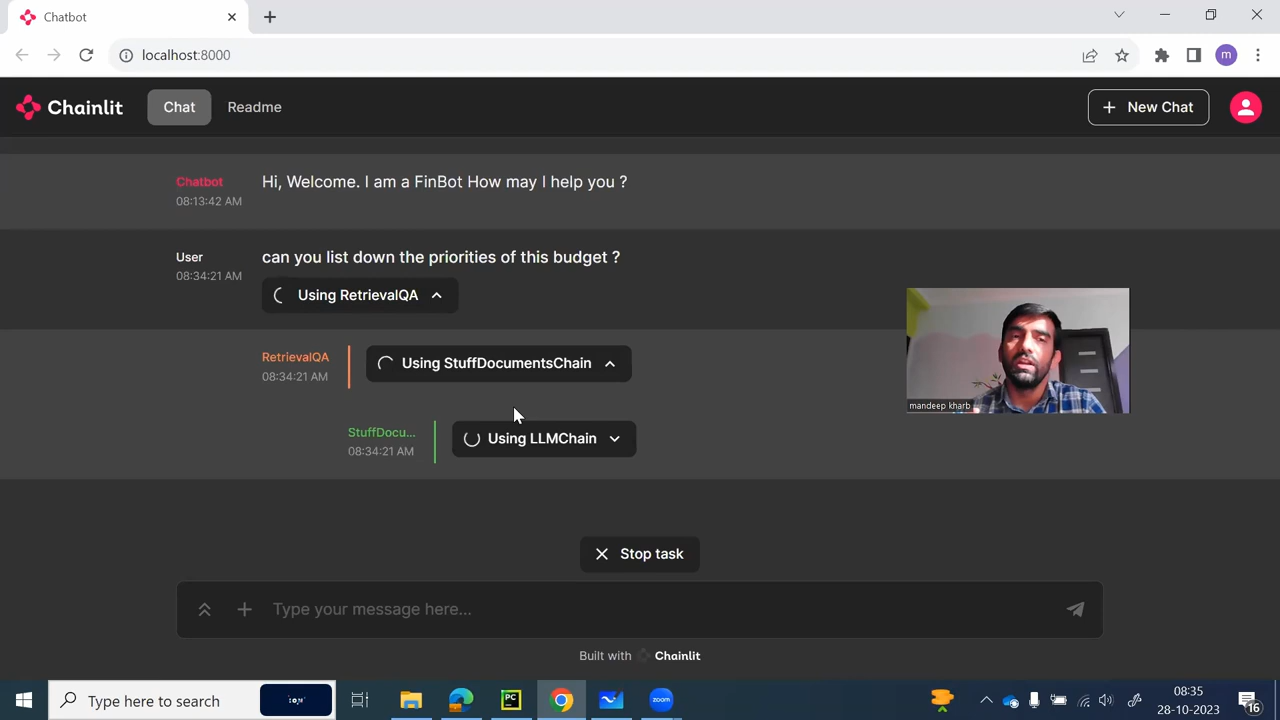 Chatbot
localhost:8000
m
Chainlit
Chat
Readme
New Chat
Chatbot
Hi, Welcome. I am a FinBot How may I help you ?
08:13:42 AM
User
can you list down the priorities of this budget ?
08:34:21 AM
Using RetrievalQA
RetrievalQA
Using StuffDocumentsChain
08:34:21 AM
mandeep kharb
StuffDocu...
Using LLMChain
08:34:21 AM
Stop task
Type your message here...
Built with Chainlit
Type here to search
PC
zoom
08:35
28-10-2023
16